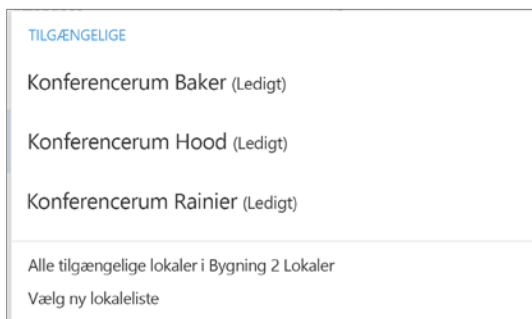 TILGÆNGELIGE
Konferencerum Baker (Ledigt)
Konferencerum Hood (Ledigt)
Konferencerum Rainier (Ledigt)
Alle tilgængelige lokaler i Bygning 2 Lokaler
Vælg ny lokaleliste